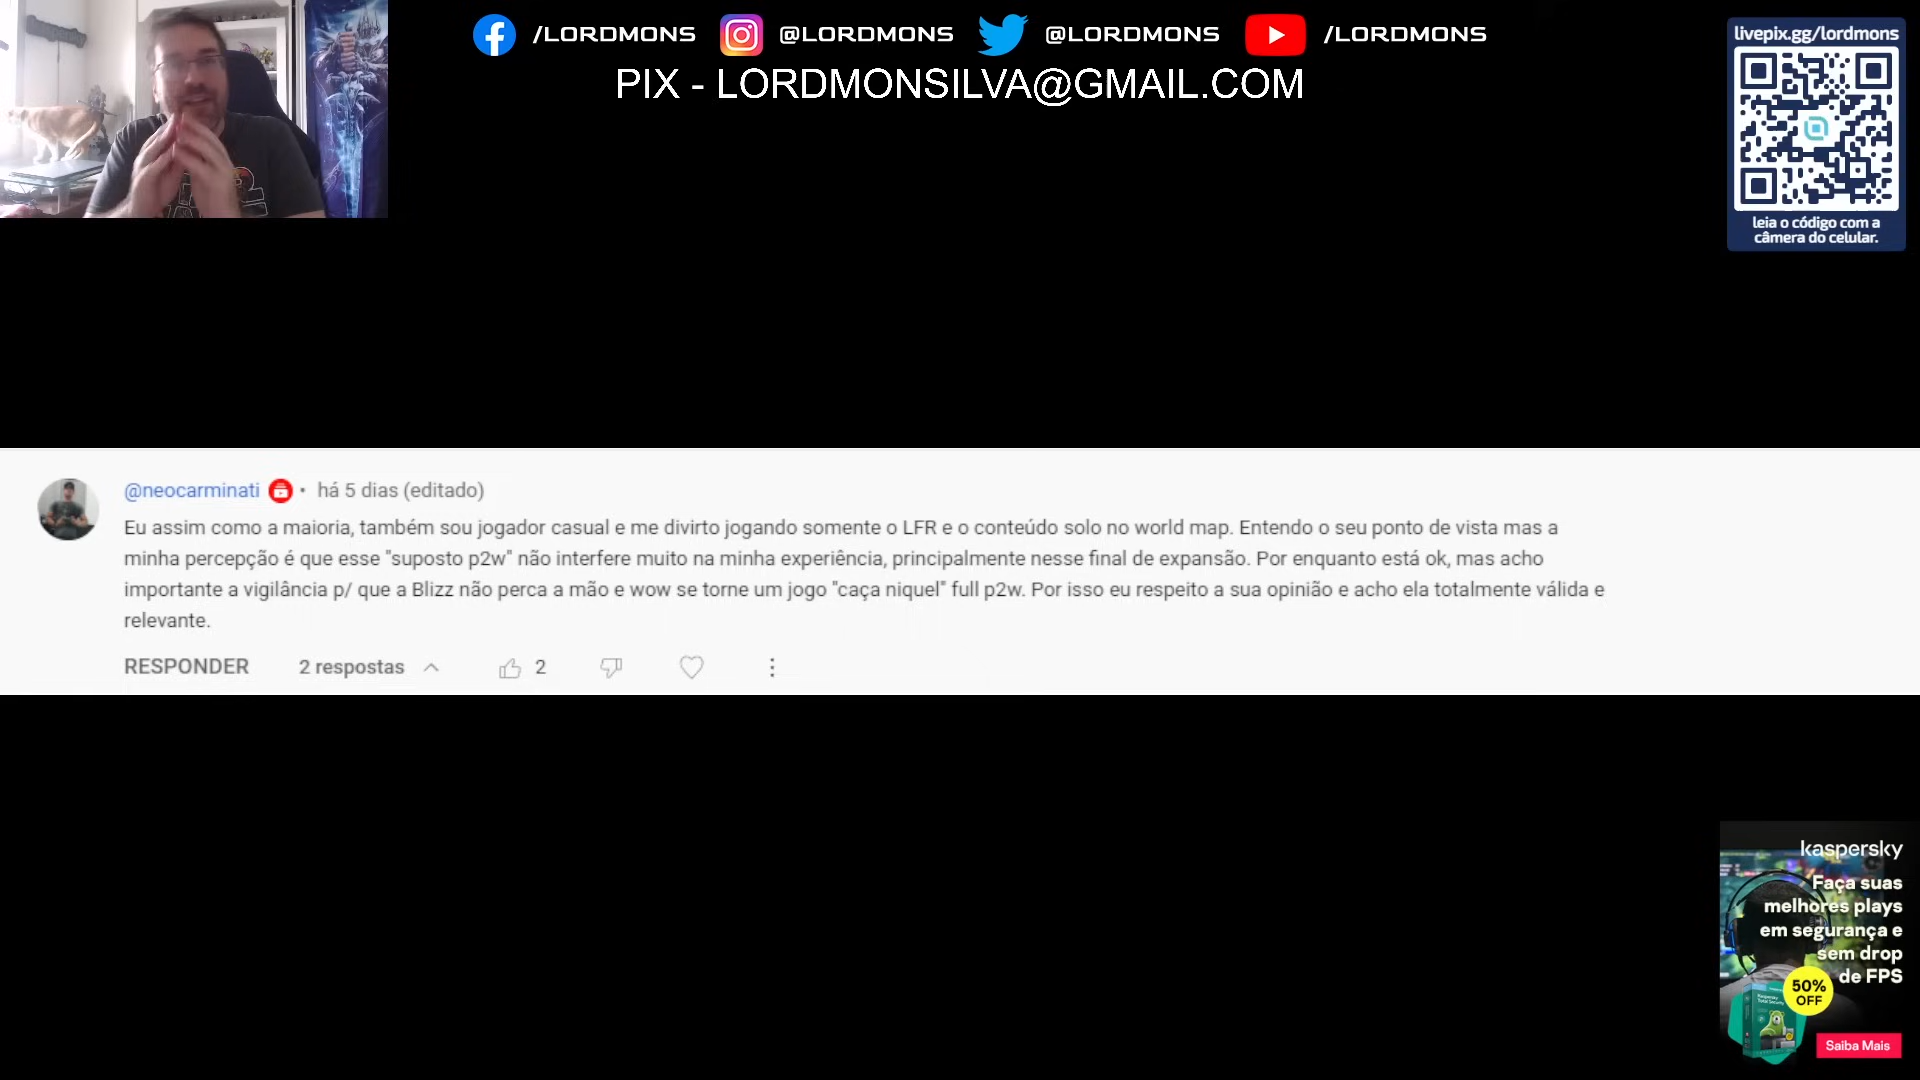 /LORDMONS
@LORDMONS
@LORDMONS
/LORDMONS
PIX - LORDMONSILVA@GMAIL.COM
livepix.gg/lordmons
leia o código com a
câmera do celular.
@neocarminati • há 5 dias (editado)
Eu assim como a maioria, também sou jogador casual e me divirto jogando somente o LFR e o conteúdo solo no world map. Entendo o seu ponto de vista mas a
minha percepção é que esse "suposto p2w" não interfere muito na minha experiência, principalmente nesse final de expansão. Por enquanto está ok, mas acho
importante a vigilância p/ que a Blizz não perca a mão e wow se torne um jogo "caça niquel" full p2w. Por isso eu respeito a sua opinião e acho ela totalmente válida e
relevante.
RESPONDER 2 respostas 2
kaspersky
Faça suas
melhores plays
em segurança e
sem drop
de FPS
50%
OFF
Saiba Mais